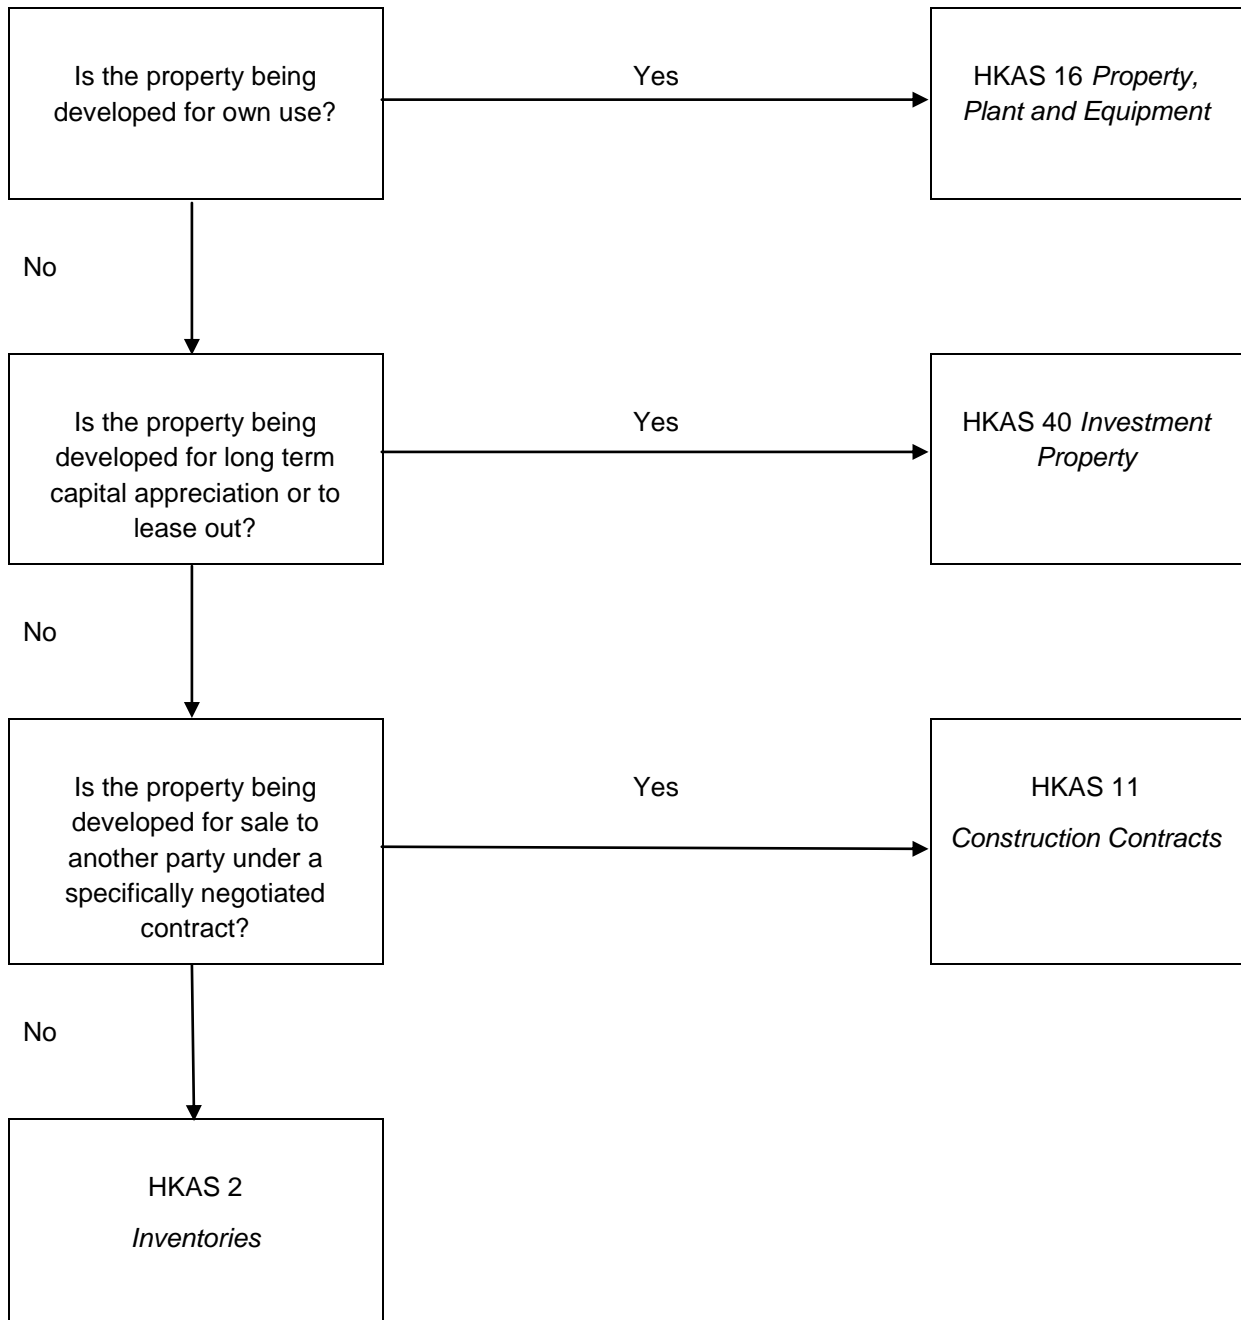 Is the property being
developed for own use?
Yes
HKAS 16 Property,
Plant and Equipment
No
Is the property being
developed for long term
capital appreciation or to
lease out?
Yes
HKAS 40 Investment
Property
No
Is the property being
developed for sale to
another party under a
specifically negotiated
contract?
Yes
HKAS 11
Construction Contracts
No
HKAS 2
Inventories